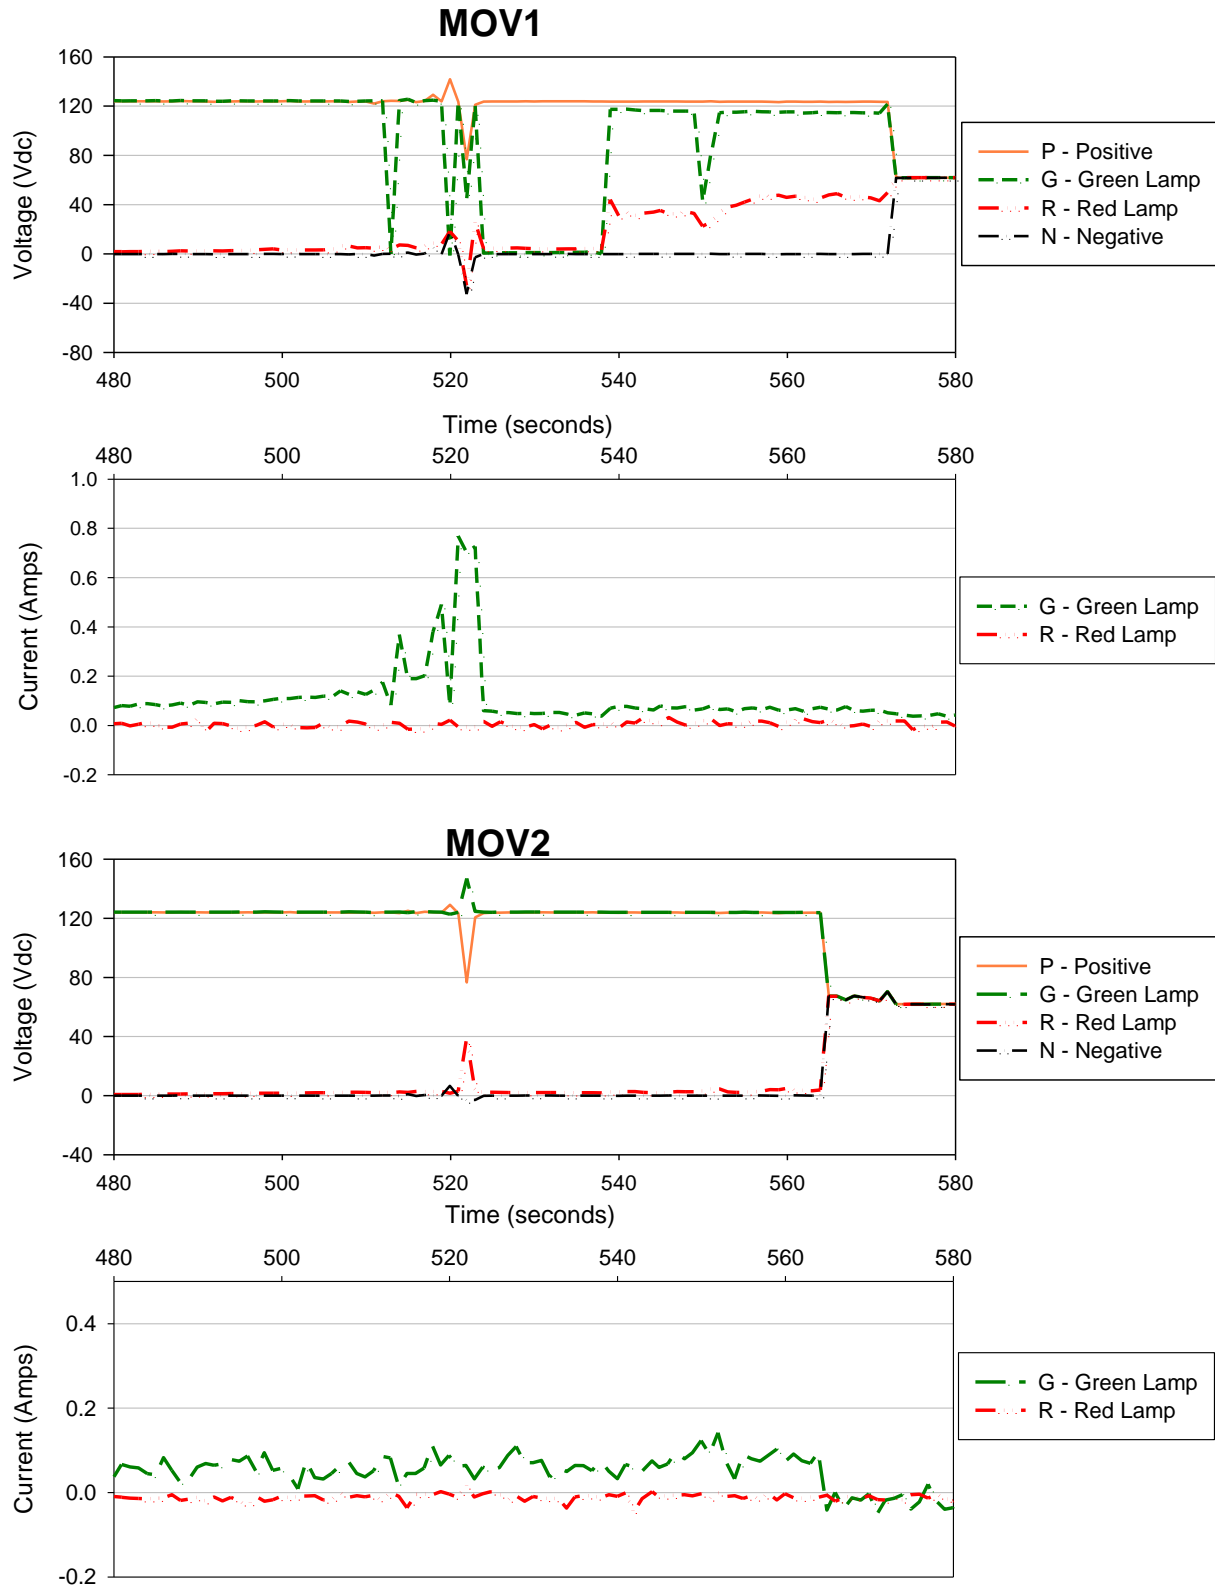 MOV1
160
120
80
40
0
-40
-80
Voltage (Vdc)
480 500 520 540 560 580
Time (seconds)
P - Positive
G - Green Lamp
R - Red Lamp
N - Negative
480 500 520 540 560 580
1.0
0.8
0.6
0.4
0.2
0.0
-0.2
Current (Amps)
G - Green Lamp
R - Red Lamp
MOV2
160
120
80
40
0
-40
Voltage (Vdc)
480 500 520 540 560 580
Time (seconds)
P - Positive
G - Green Lamp
R - Red Lamp
N - Negative
480 500 520 540 560 580
0.4
0.2
0.0
-0.2
Current (Amps)
G - Green Lamp
R - Red Lamp